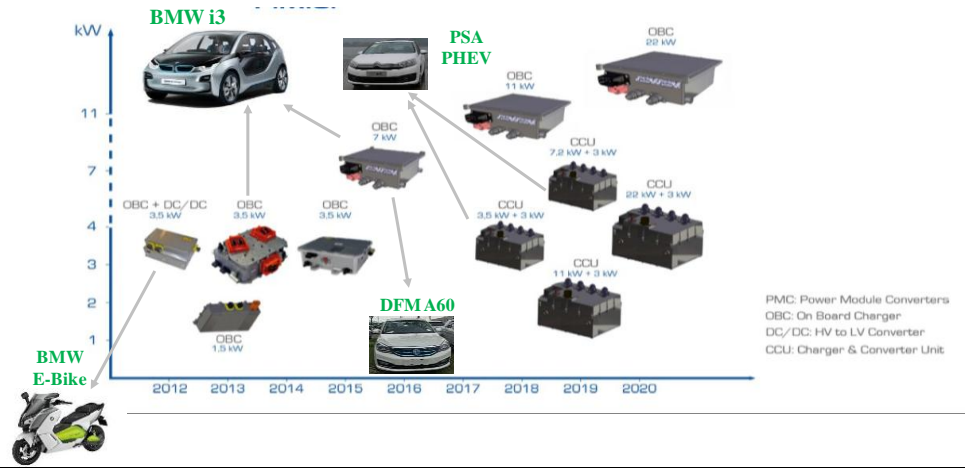 BMW i3
kW
PSA
PHEV
OBC
22 kW
OBC
11 kW
11
OBC
7 kW
CCU
7,2 kW + 3 kW
7
OBC + DC/DC
3,5 kW
OBC
3,5 kW
OBC
3,5 kW
CCU
3,5 kW + 3 kW
CCU
22 kW + 3 kW
4
3
CCU
11 kW + 3 kW
2
DFM A60
PMC: Power Module Converters
OBC: On Board Charger
DC/DC: HV to LV Converter
CCU: Charger & Converter Unit
1
OBC
1,5 kW
BMW
E-Bike
2012 2013 2014 2015 2016 2017 2018 2019 2020